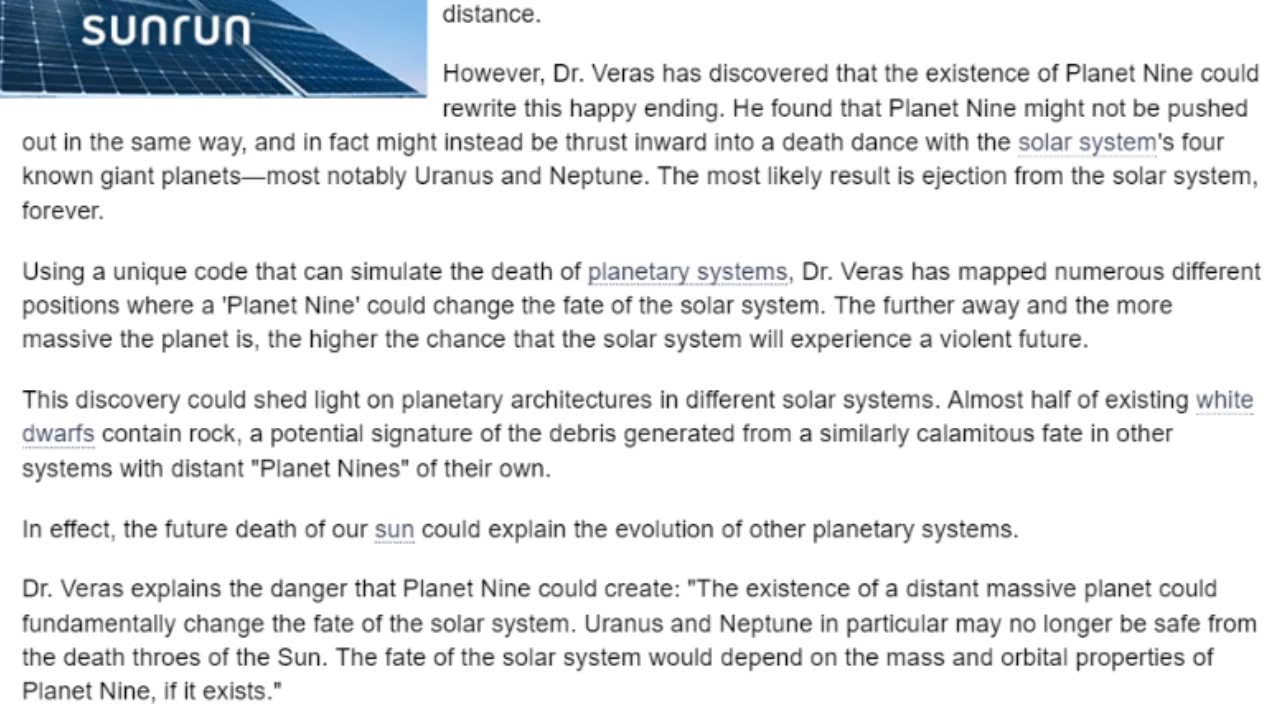 sunrun
distance.
However, Dr. Veras has discovered that the existence of Planet Nine could
rewrite this happy ending. He found that Planet Nine might not be pushed
out in the same way, and in fact might instead be thrust inward into a death dance with the solar system's four
known giant planets—most notably Uranus and Neptune. The most likely result is ejection from the solar system,
forever.
Using a unique code that can simulate the death of planetary systems, Dr. Veras has mapped numerous different
positions where a 'Planet Nine' could change the fate of the solar system. The further away and the more
massive the planet is, the higher the chance that the solar system will experience a violent future.
This discovery could shed light on planetary architectures in different solar systems. Almost half of existing white
dwarfs contain rock, a potential signature of the debris generated from a similarly calamitous fate in other
systems with distant "Planet Nines" of their own.
In effect, the future death of our sun could explain the evolution of other planetary systems.
Dr. Veras explains the danger that Planet Nine could create: "The existence of a distant massive planet could
fundamentally change the fate of the solar system. Uranus and Neptune in particular may no longer be safe from
the death throes of the Sun. The fate of the solar system would depend on the mass and orbital properties of
Planet Nine, if it exists."